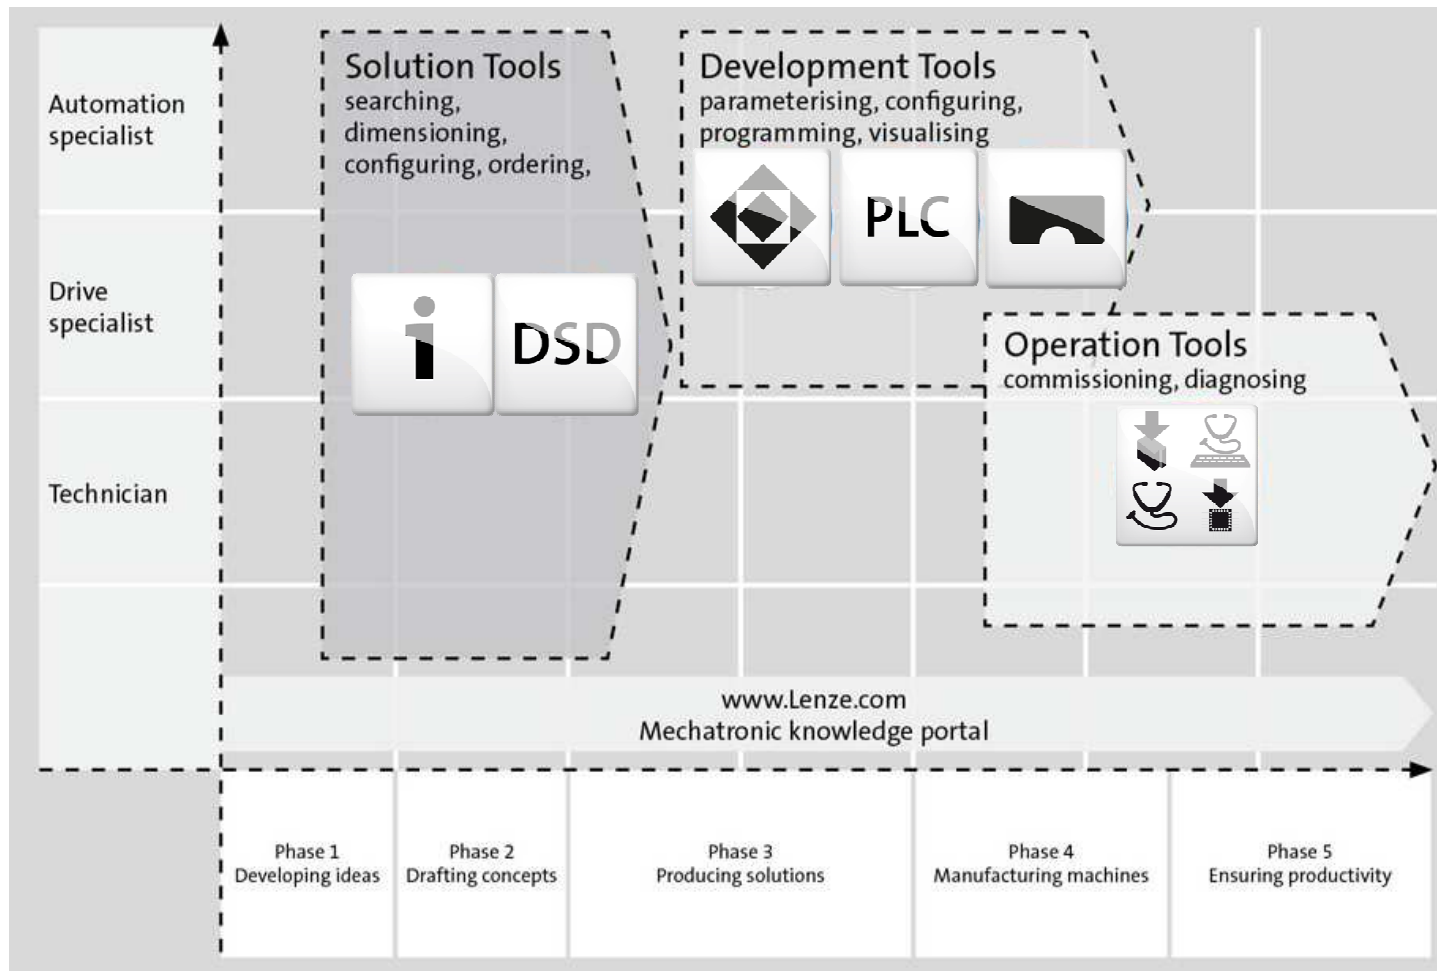 Automation
specialist
Drive
specialist
Technician
Solution Tools
searching,
dimensioning,
configuring, ordering,
i
DSD
Development Tools
parameterising, configuring,
programming, visualising
PLC
Operation Tools
commissioning, diagnosing
www.Lenze.com
Mechatronic knowledge portal
Phase 1
Developing ideas
Phase 2
Drafting concepts
Phase 3
Producing solutions
Phase 4
Manufacturing machines
Phase 5
Ensuring productivity